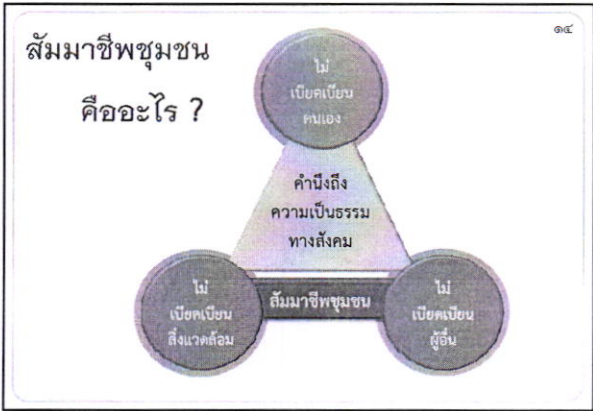 สัมมาชีพชุมชน
คืออะไร ?
๑๔
ไม่
เบียดเบียน
ตนเอง
คำนึงถึง
ความเป็นธรรม
ทางสังคม
ไม่
เบียดเบียน
สิ่งแวดล้อม
สัมมาชีพชุมชน
ไม่
เบียดเบียน
ผู้อื่น